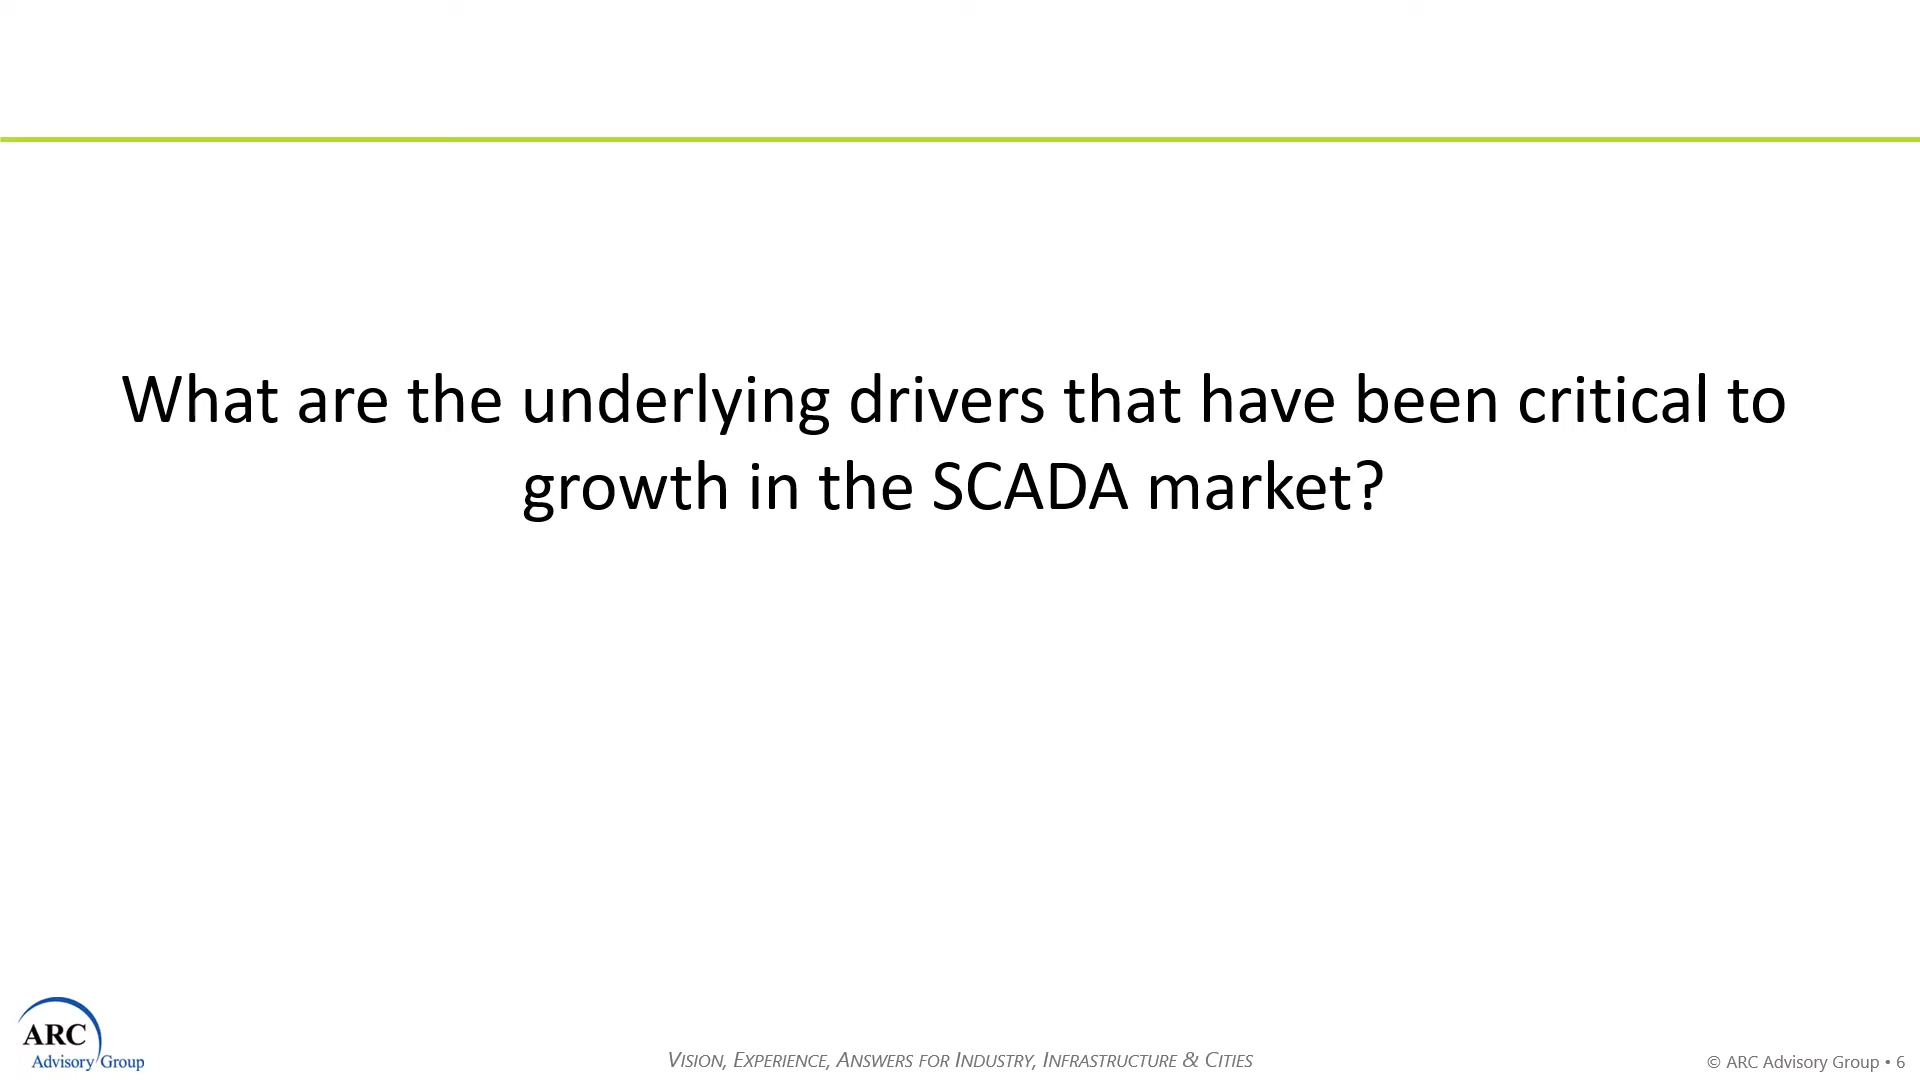 What are the underlying drivers that have been critical to
growth in the SCADA market?
ARC
Advisory Group
VISION, EXPERIENCE, ANSWERS FOR INDUSTRY, INFRASTRUCTURE & CITIES
© ARC Advisory Group • 6